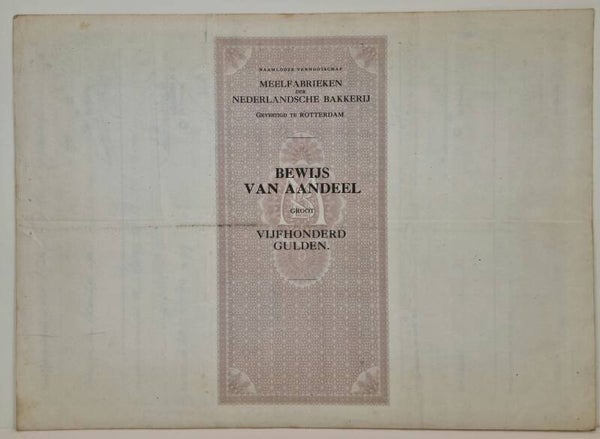 NAAMLOOZE VENNOOTSCHAP
MEELFABRIEKEN
DER
NEDERLANDSCHE BAKKERIJ
GEVESTIGD TE ROTTERDAM
BEWIJS
VAN AANDEEL
GROOT
VIJFHONDERD
GULDEN.